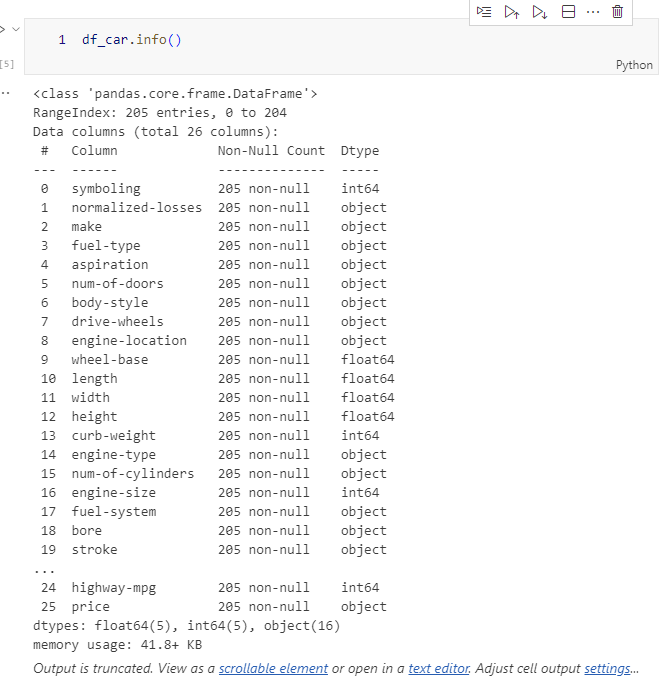 1 df_car.info()
[5]
Python
<class 'pandas.core.frame.DataFrame'>
RangeIndex: 205 entries, 0 to 204
Data columns (total 26 columns):
 #   Column             Non-Null Count  Dtype
---  ------             --------------  -----
 0   symboling          205 non-null    int64
 1   normalized-losses  205 non-null    object
 2   make               205 non-null    object
 3   fuel-type          205 non-null    object
 4   aspiration         205 non-null    object
 5   num-of-doors       205 non-null    object
 6   body-style         205 non-null    object
 7   drive-wheels       205 non-null    object
 8   engine-location    205 non-null    object
 9   wheel-base         205 non-null    float64
 10  length             205 non-null    float64
 11  width              205 non-null    float64
 12  height             205 non-null    float64
 13  curb-weight        205 non-null    int64
 14  engine-type        205 non-null    object
 15  num-of-cylinders   205 non-null    object
 16  engine-size        205 non-null    int64
 17  fuel-system        205 non-null    object
 18  bore               205 non-null    object
 19  stroke             205 non-null    object
...
 24  highway-mpg        205 non-null    int64
 25  price              205 non-null    object
dtypes: float64(5), int64(5), object(16)
memory usage: 41.8+ KB
Output is truncated. View as a scrollable element or open in a text editor. Adjust cell output settings...